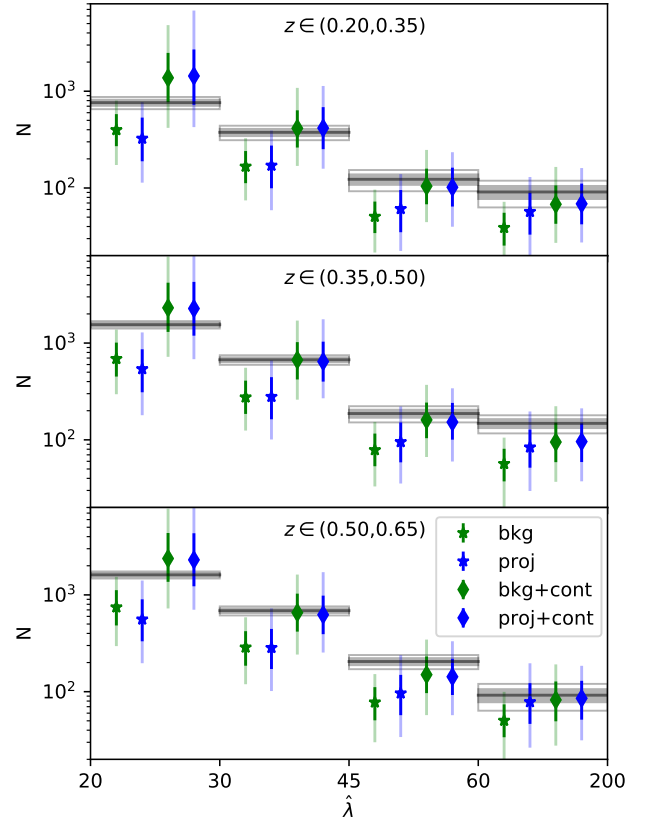 z ∈ (0.20,0.35)
10³
10²
N
z ∈ (0.35,0.50)
10³
10²
N
z ∈ (0.50,0.65)
bkg
proj
bkg+cont
proj+cont
10³
10²
N
20 30 45 60 200
λ̂